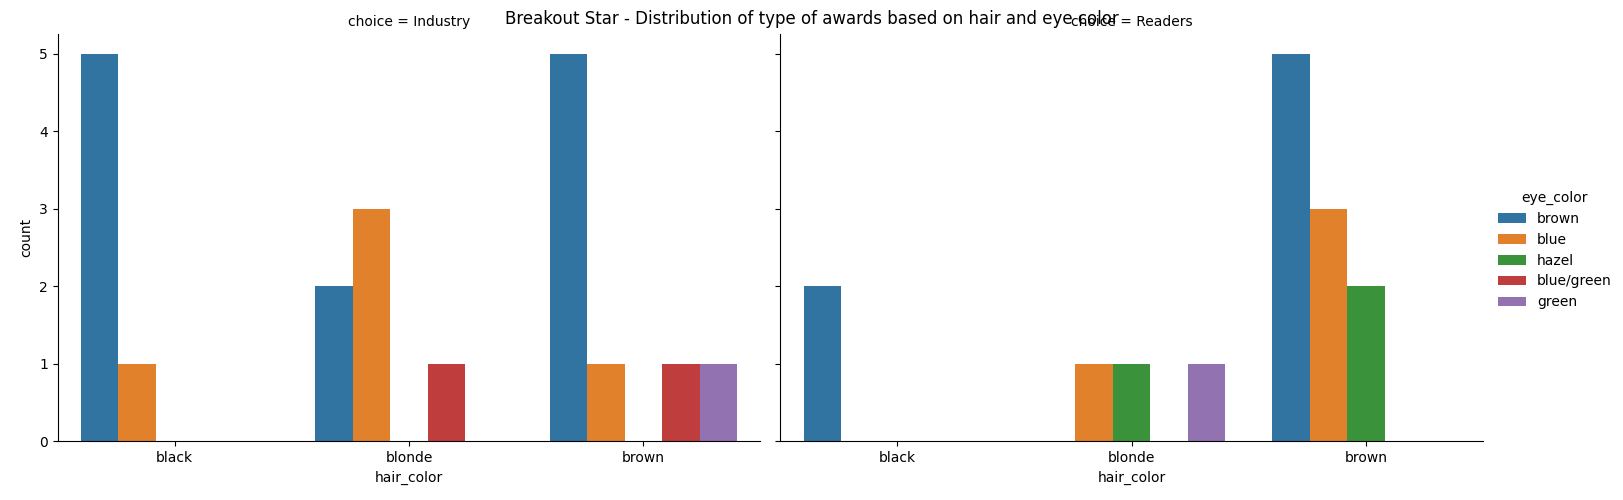 Breakout Star - Distribution of type of awards based on hair and eye color
choice = Industry
choice = Readers
5
4
3
2
1
0
count
black
blonde
brown
hair_color
black
blonde
brown
hair_color
eye_color
brown
blue
hazel
blue/green
green